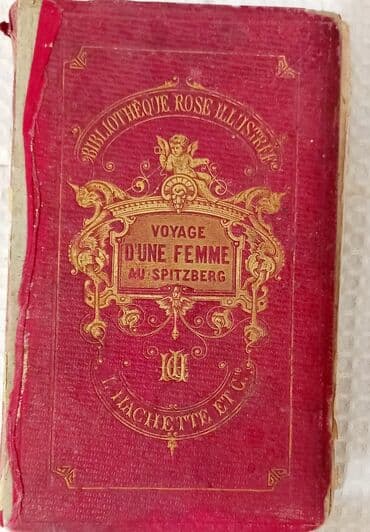 BIBLIOTHÈQUE ROSE ILLUSTRÉE
VOYAGE
D'UNE FEMME
AU SPITZBERG
L. HACHETTE ET Cie